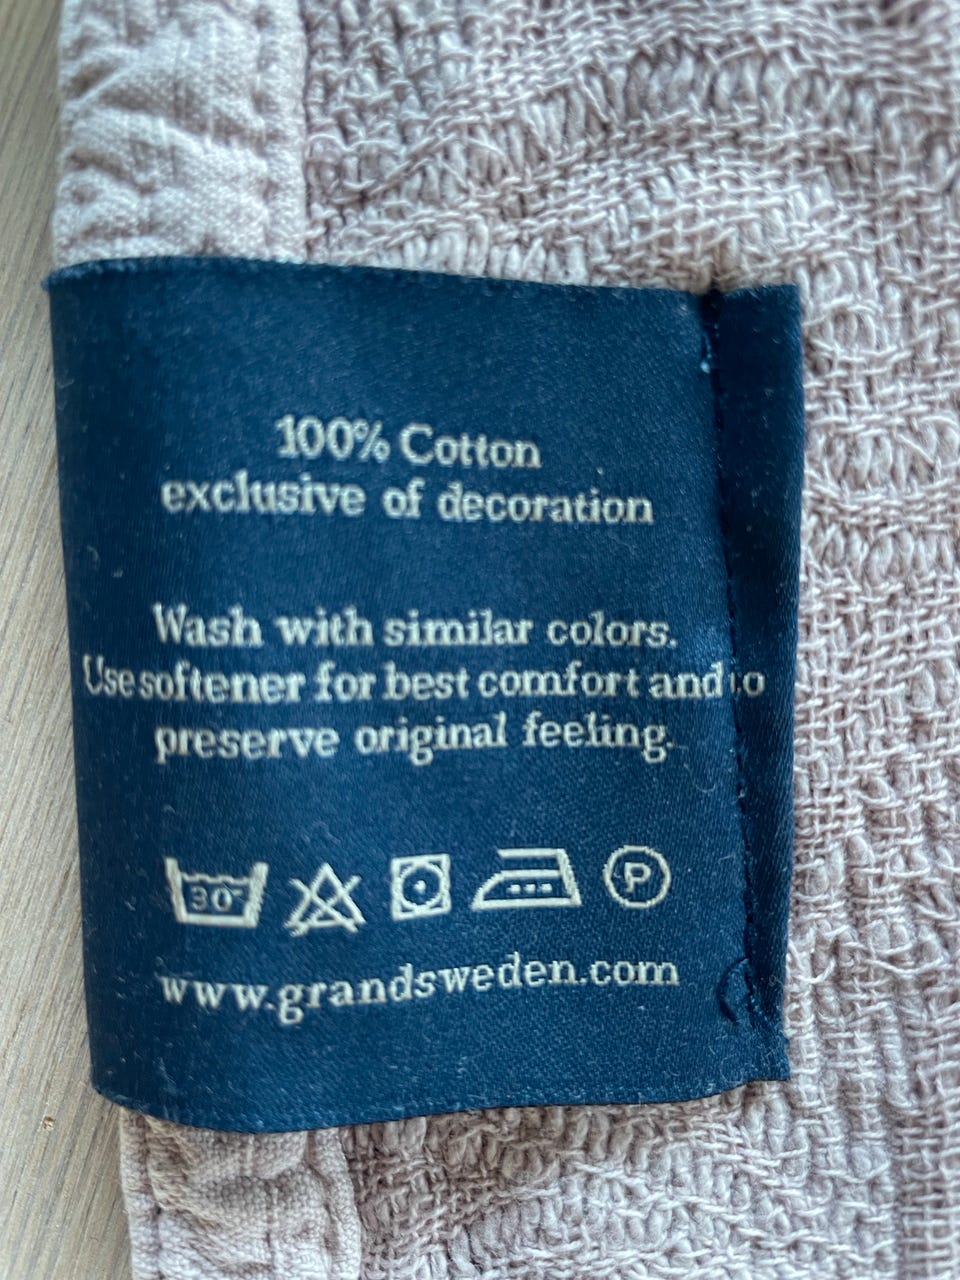 100% Cotton
exclusive of decoration
Wash with similar colors.
Use softener for best comfort and to
preserve original feeling.
30°
P
www.grandsweden.com